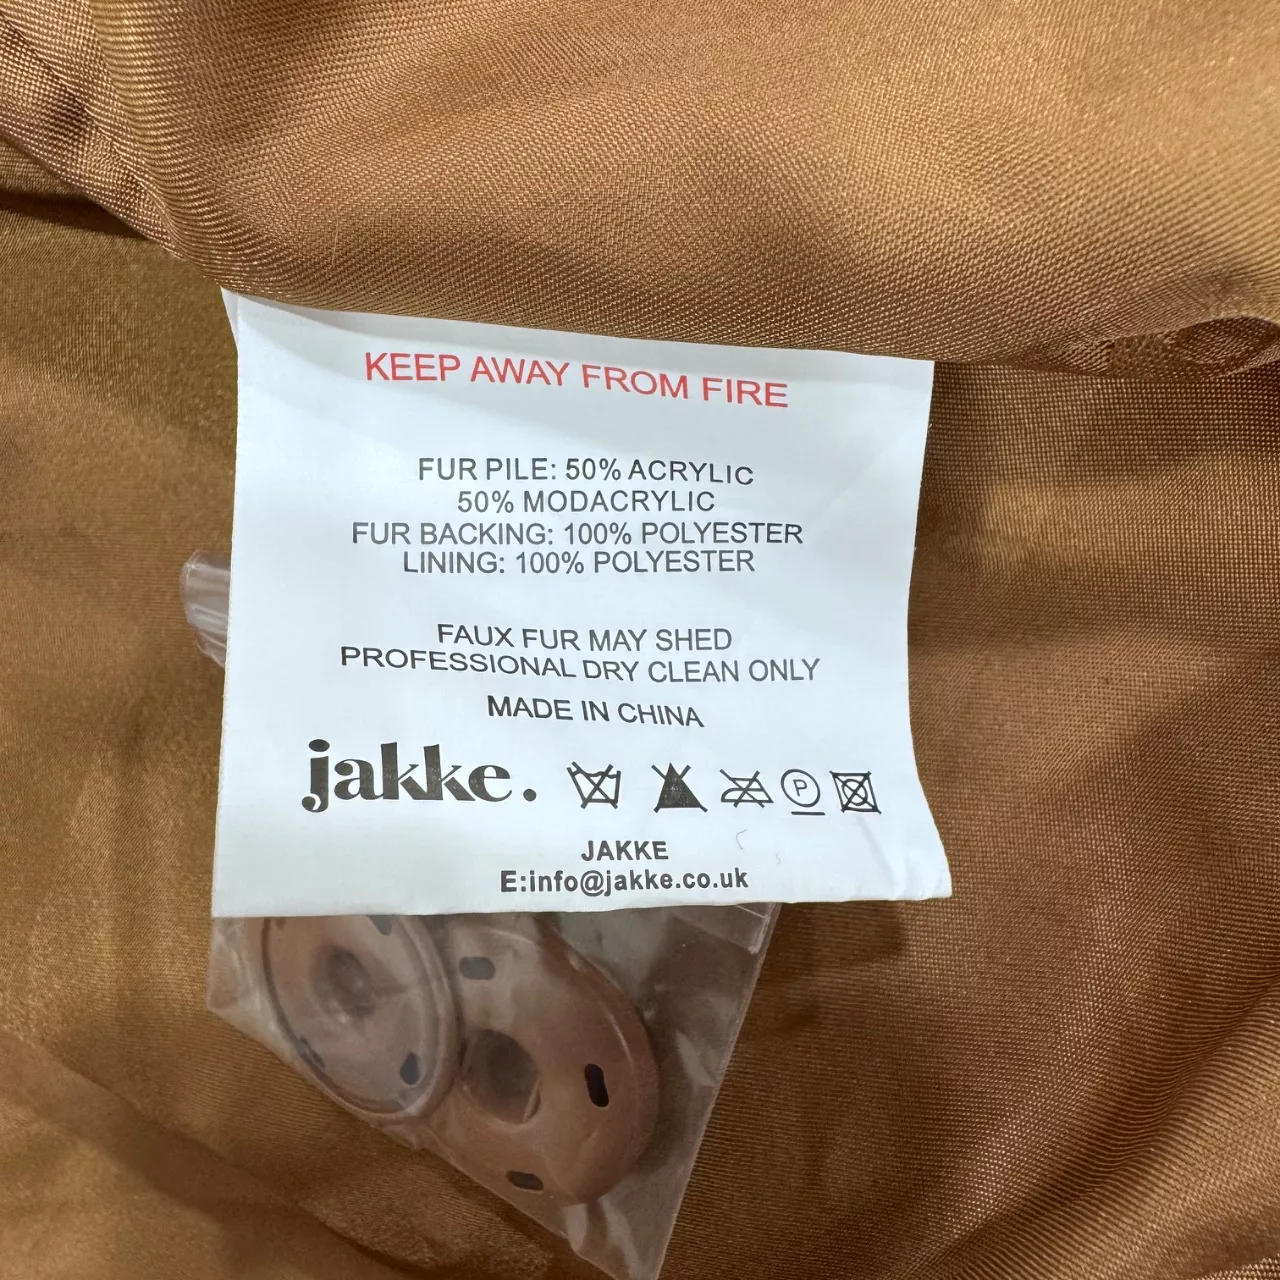 KEEP AWAY FROM FIRE
FUR PILE: 50% ACRYLIC
50% MODACRYLIC
FUR BACKING: 100% POLYESTER
LINING: 100% POLYESTER
FAUX FUR MAY SHED
PROFESSIONAL DRY CLEAN ONLY
MADE IN CHINA
jakke. P
JAKKE
E:info@jakke.co.uk